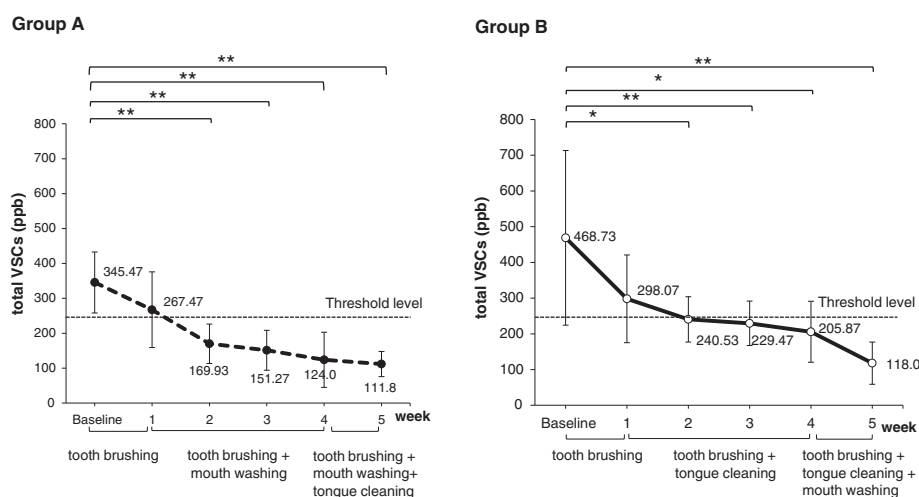 Group A
**
**
**
**
800
700
600
500
400
300
200
100
0
total VSCs (ppb)
345.47
267.47
169.93
151.27
124.0
111.8
Threshold level
Baseline 1 2 3 4 5 week
tooth brushing
tooth brushing +
mouth washing
tooth brushing +
mouth washing+
tongue cleaning
Group B
**
*
**
*
800
700
600
500
400
300
200
100
0
total VSCs (ppb)
468.73
298.07
240.53
229.47
205.87
118.0
Threshold level
Baseline 1 2 3 4 5 week
tooth brushing
tooth brushing +
tongue cleaning
tooth brushing +
tongue cleaning +
mouth washing